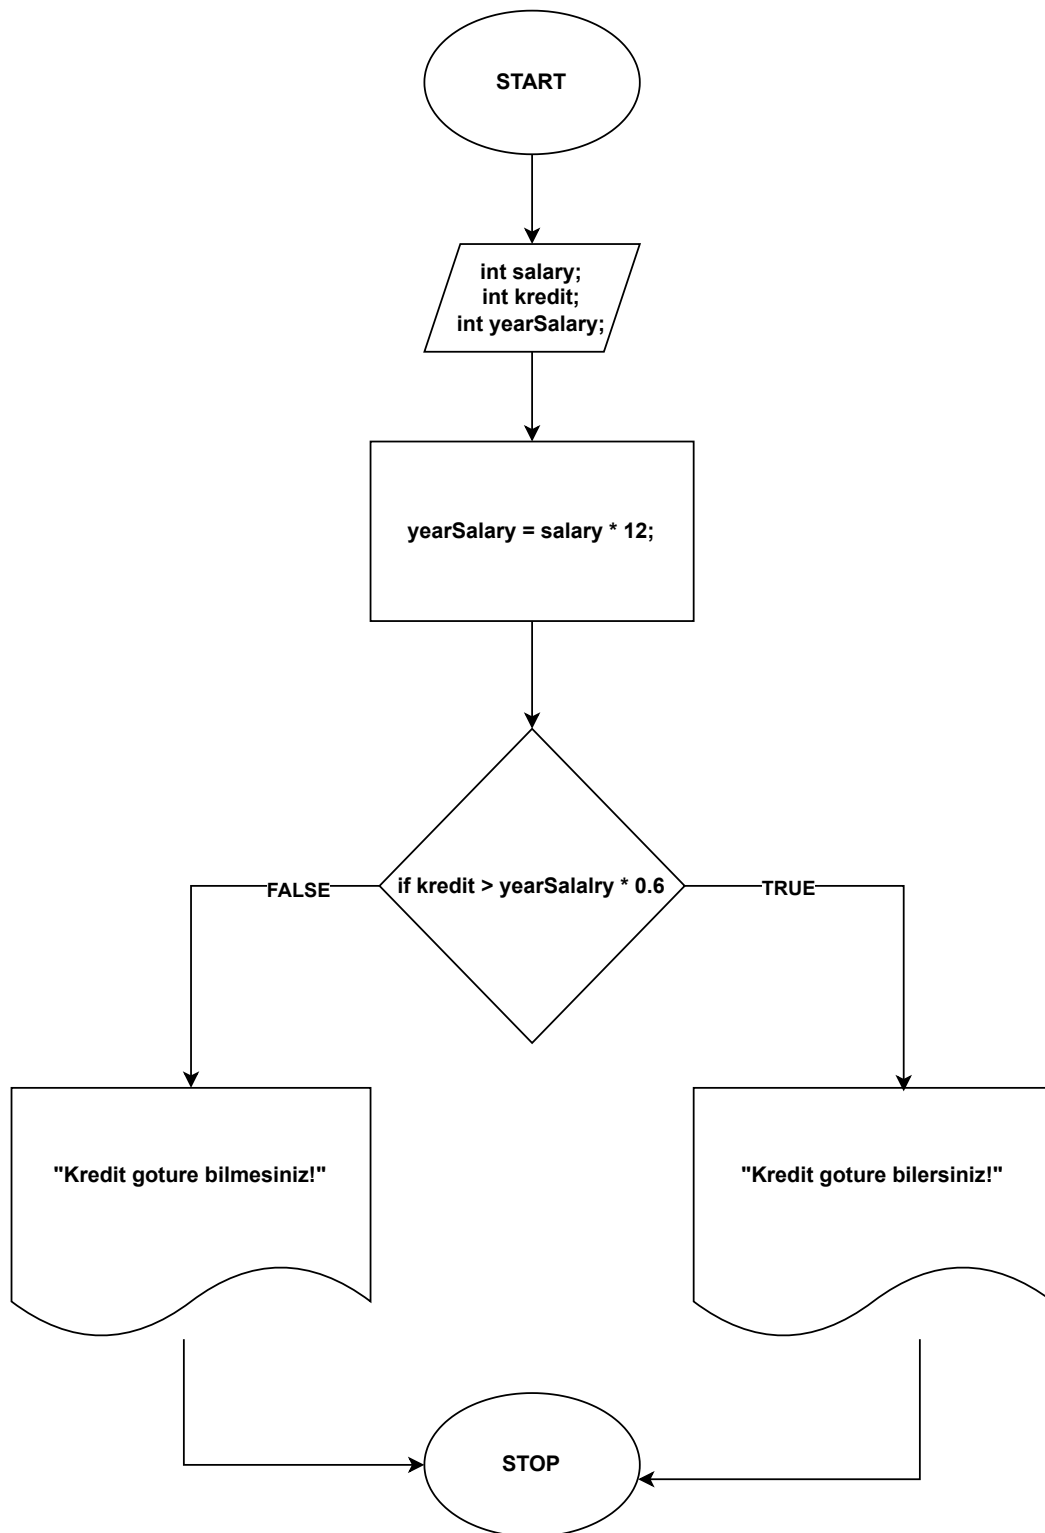 START
int salary;
int kredit;
int yearSalary;
yearSalary = salary * 12;
if kredit > yearSalalry * 0.6
FALSE
TRUE
"Kredit goture bilmesiniz!"
"Kredit goture bilersiniz!"
STOP